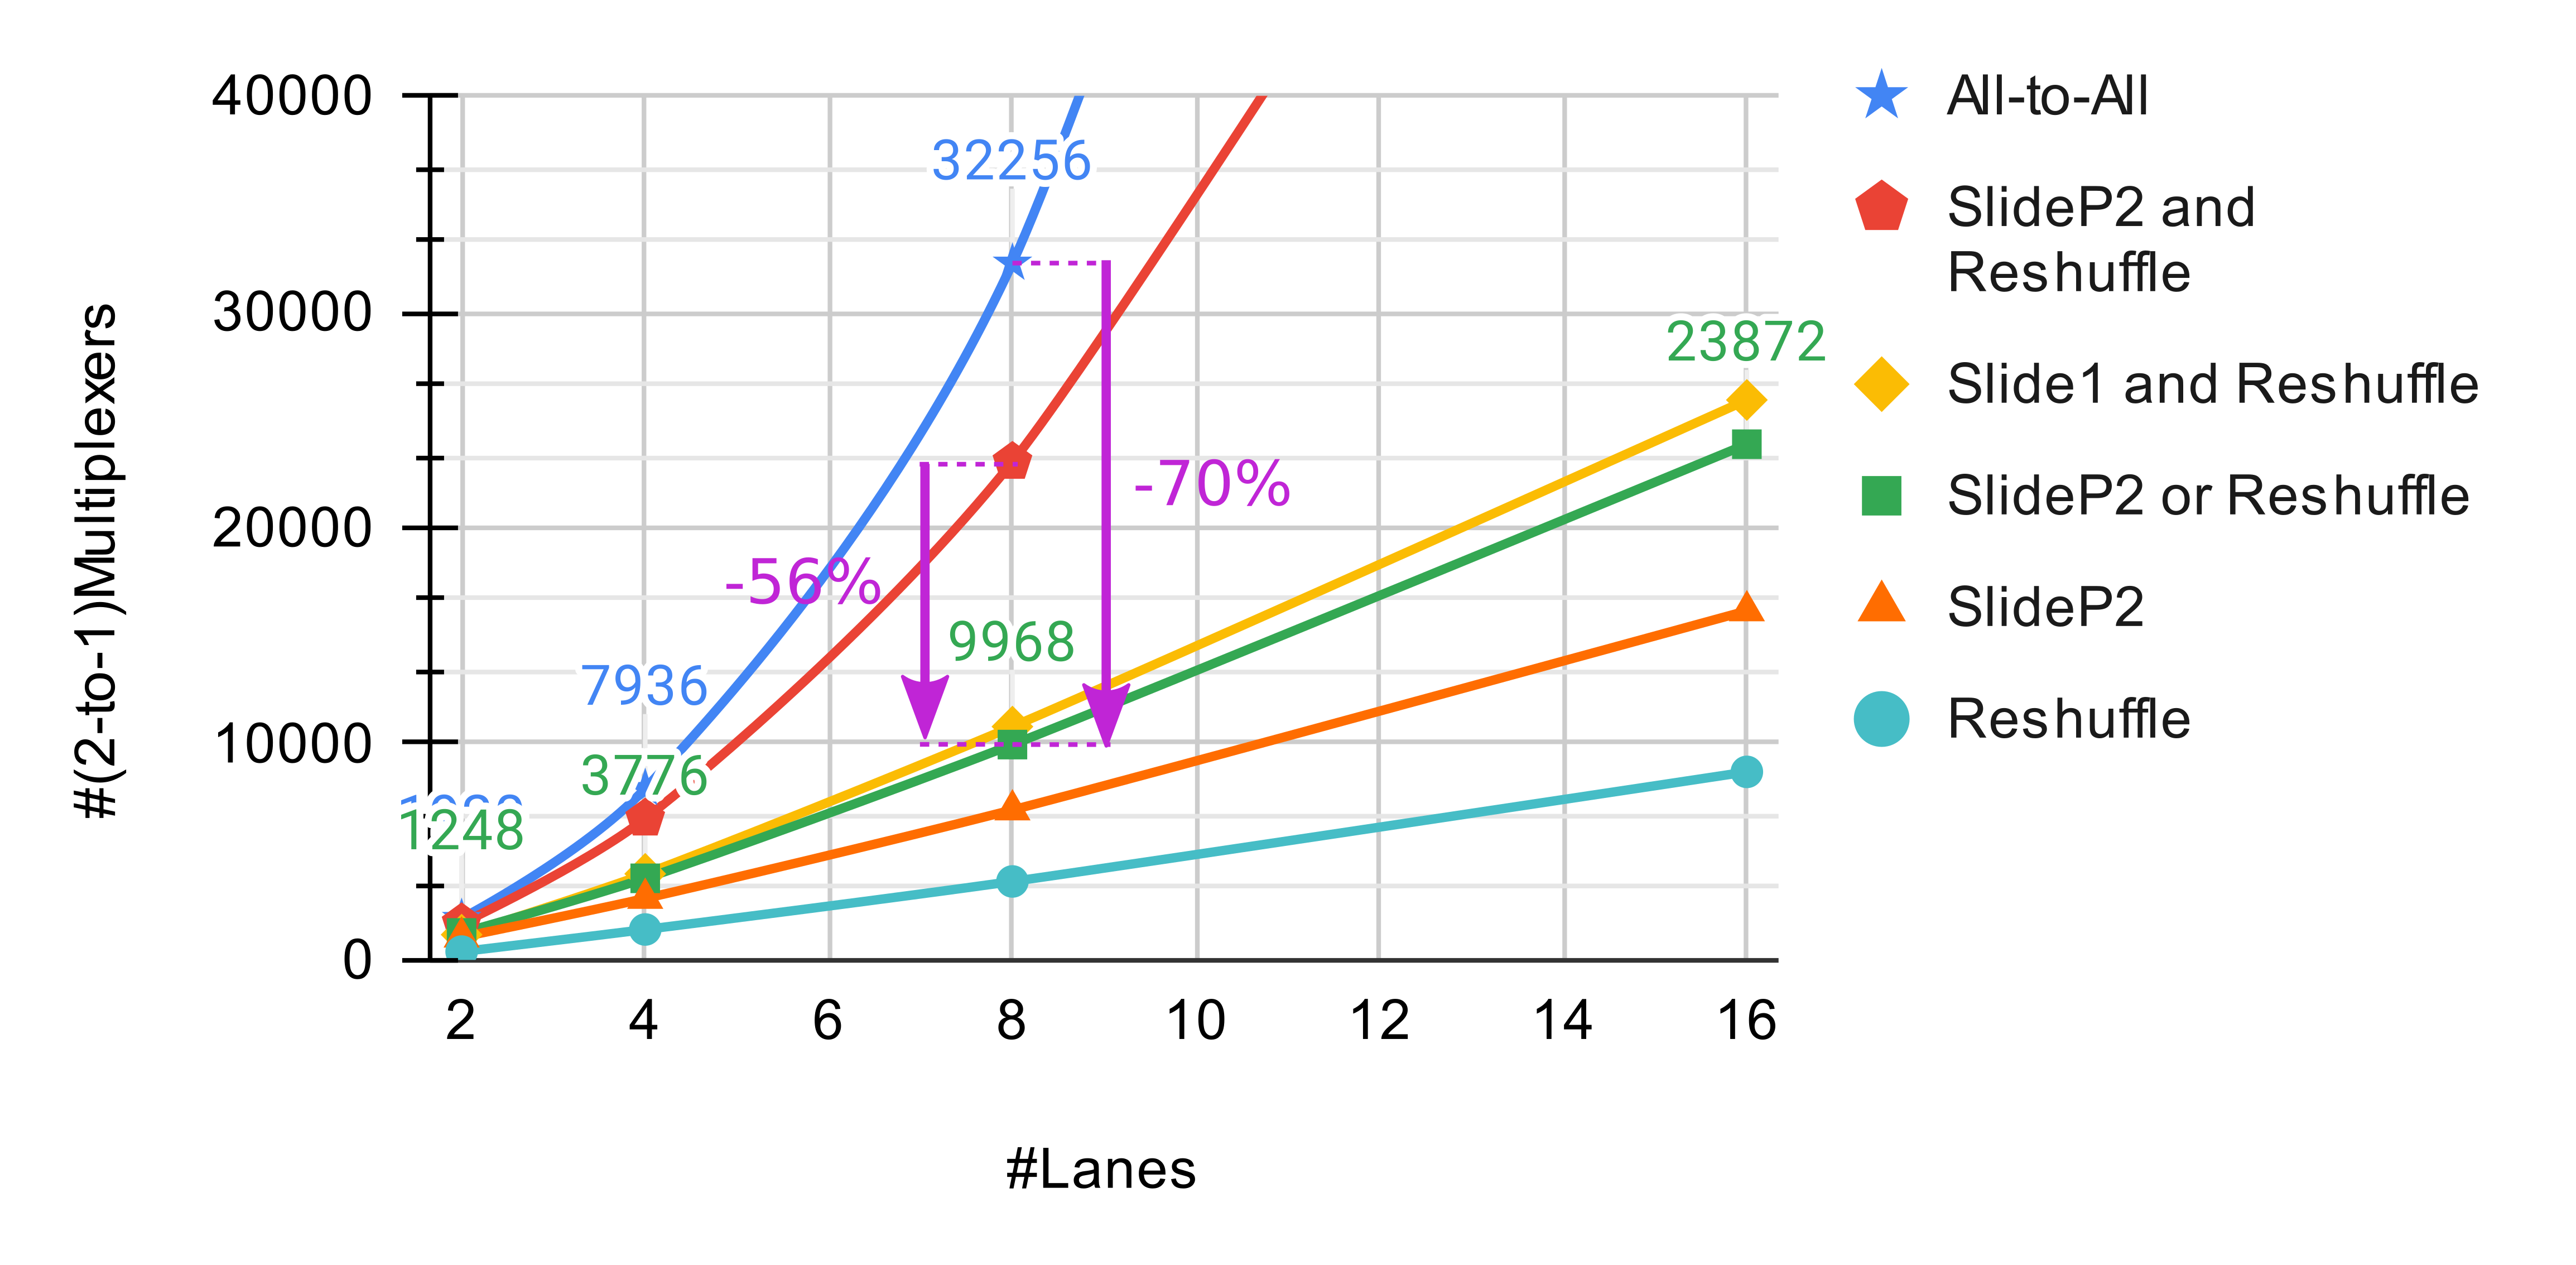 #(2-to-1)Multiplexers
40000
30000
20000
10000
0
32256
23872
-70%
-56%
9968
7936
3776
1248
2
4
6
8
10
12
14
16
#Lanes
All-to-All
SlideP2 and
Reshuffle
Slide1 and Reshuffle
SlideP2 or Reshuffle
SlideP2
Reshuffle